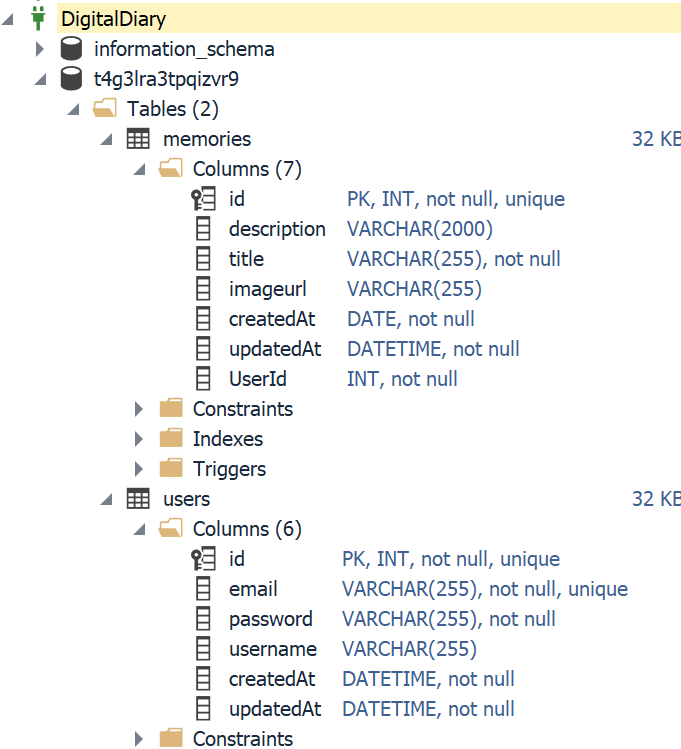 DigitalDiary
information_schema
t4g3lra3tpqizvr9
Tables (2)
memories 32 KB
Columns (7)
id PK, INT, not null, unique
description VARCHAR(2000)
title VARCHAR(255), not null
imageurl VARCHAR(255)
createdAt DATE, not null
updatedAt DATETIME, not null
UserId INT, not null
Constraints
Indexes
Triggers
users 32 KB
Columns (6)
id PK, INT, not null, unique
email VARCHAR(255), not null, unique
password VARCHAR(255), not null
username VARCHAR(255)
createdAt DATETIME, not null
updatedAt DATETIME, not null
Constraints